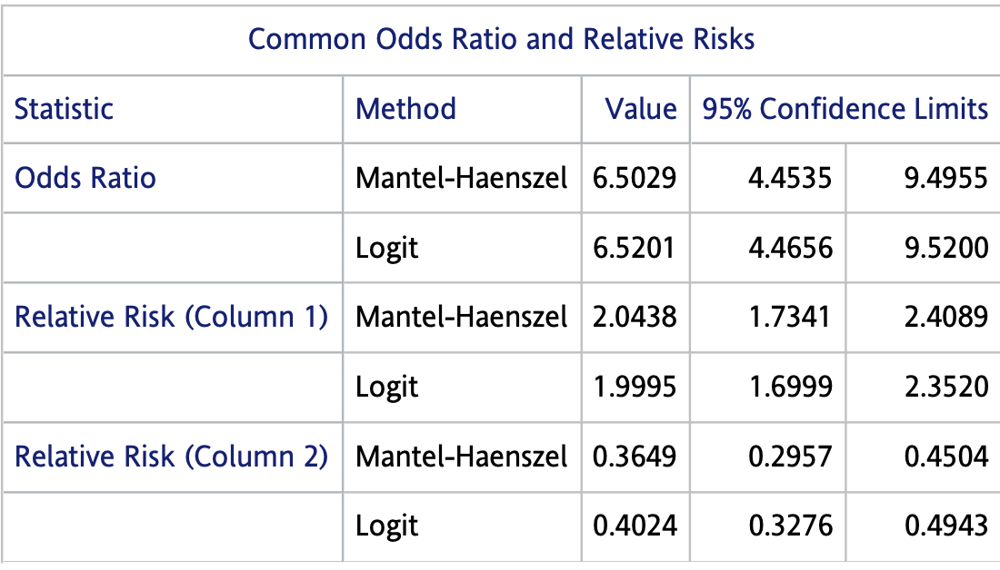 Common Odds Ratio and Relative Risks
Statistic Method Value 95% Confidence Limits
Odds Ratio Mantel-Haenszel 6.5029 4.4535 9.4955
Logit 6.5201 4.4656 9.5200
Relative Risk (Column 1) Mantel-Haenszel 2.0438 1.7341 2.4089
Logit 1.9995 1.6999 2.3520
Relative Risk (Column 2) Mantel-Haenszel 0.3649 0.2957 0.4504
Logit 0.4024 0.3276 0.4943